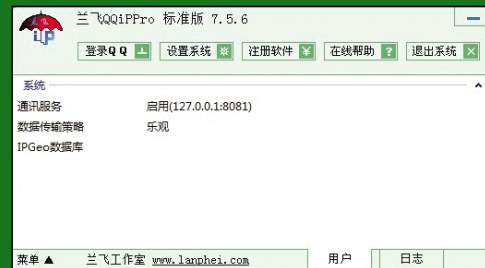 兰飞QQiPPro 标准版 7.5.6
iP
登录QQ 设置系统 注册软件 ¥ 在线帮助 ? 退出系统
系统
通讯服务 启用(127.0.0.1:8081)
数据传输策略 乐观
IPGeo数据库
菜单 ▲ 兰飞工作室 www.lanphei.com 用户 日志